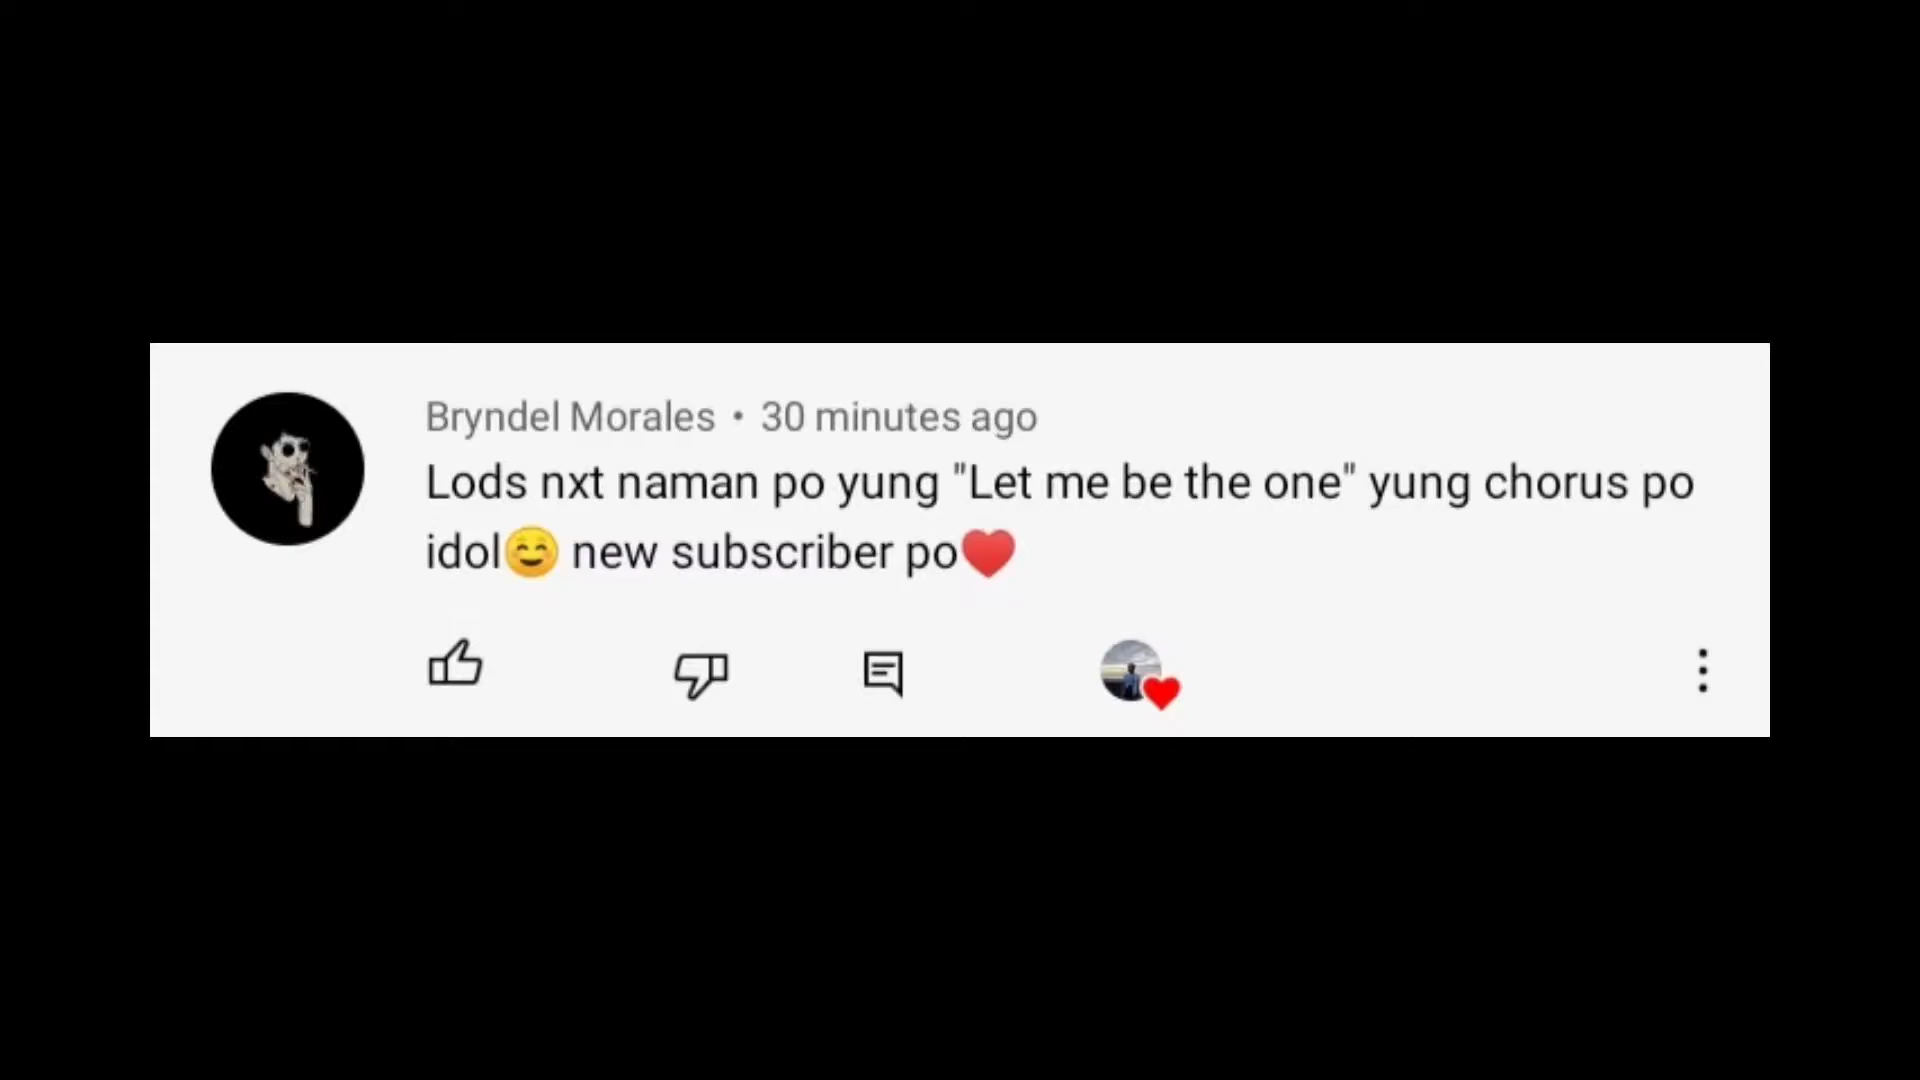 Bryndel Morales • 30 minutes ago
Lods nxt naman po yung "Let me be the one" yung chorus po
idol☺️ new subscriber po♥️